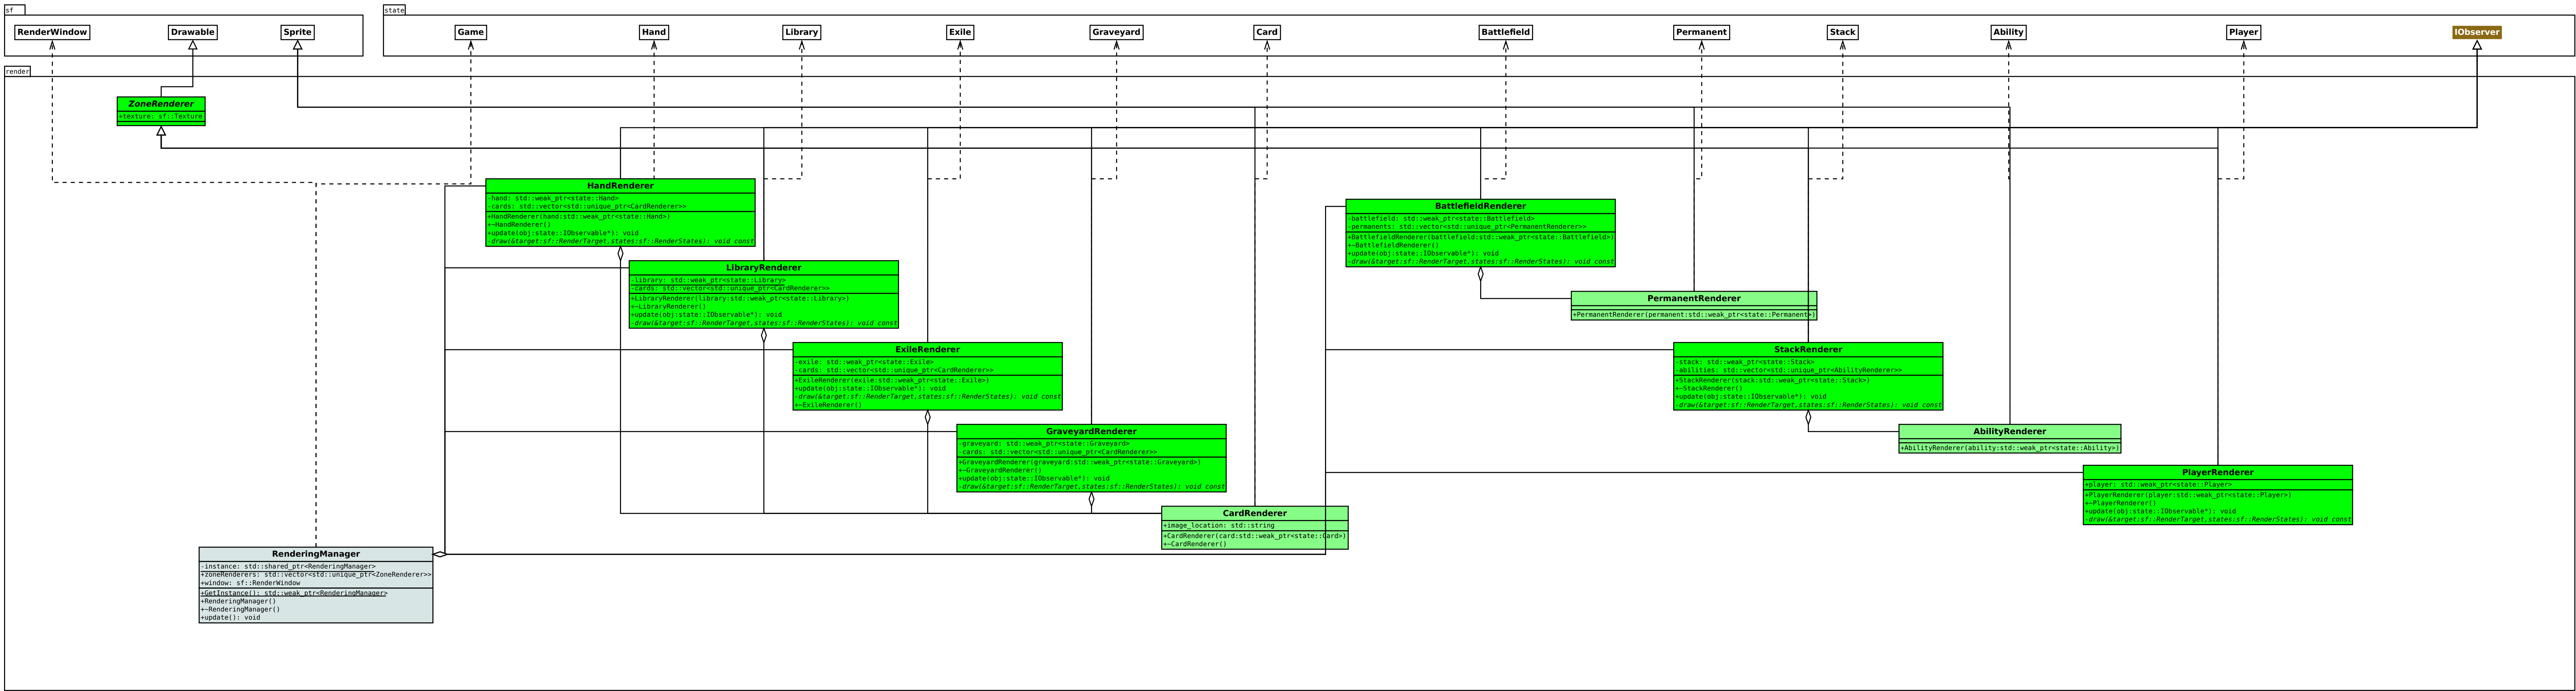 sf
state
RenderWindow
Drawable
Sprite
Game
Hand
Library
Exile
Graveyard
Card
Battlefield
Permanent
Stack
Ability
Player
IObserver
render
ZoneRenderer
+texture: sf::Texture
HandRenderer
-hand: std::weak_ptr<state::Hand>
-cards: std::vector<std::unique_ptr<CardRenderer>>
+HandRenderer(hand:std::weak_ptr<state::Hand>)
+~HandRenderer()
+update(obj:state::IObservable*): void
-draw(&target:sf::RenderTarget,states:sf::RenderStates): void const
BattlefieldRenderer
-battlefield: std::weak_ptr<state::Battlefield>
-permanents: std::vector<std::unique_ptr<PermanentRenderer>>
+BattlefieldRenderer(battlefield:std::weak_ptr<state::Battlefield>)
+~BattlefieldRenderer()
+update(obj:state::IObservable*): void
-draw(&target:sf::RenderTarget,states:sf::RenderStates): void const
LibraryRenderer
-library: std::weak_ptr<state::Library>
-cards: std::vector<std::unique_ptr<CardRenderer>>
+LibraryRenderer(library:std::weak_ptr<state::Library>)
+~LibraryRenderer()
+update(obj:state::IObservable*): void
-draw(&target:sf::RenderTarget,states:sf::RenderStates): void const
PermanentRenderer
+PermanentRenderer(permanent:std::weak_ptr<state::Permanent>)
ExileRenderer
-exile: std::weak_ptr<state::Exile>
-cards: std::vector<std::unique_ptr<CardRenderer>>
+ExileRenderer(exile:std::weak_ptr<state::Exile>)
+update(obj:state::IObservable*): void
-draw(&target:sf::RenderTarget,states:sf::RenderStates): void const
+~ExileRenderer()
StackRenderer
-stack: std::weak_ptr<state::Stack>
-abilities: std::vector<std::unique_ptr<AbilityRenderer>>
+StackRenderer(stack:std::weak_ptr<state::Stack>)
+~StackRenderer()
+update(obj:state::IObservable*): void
-draw(&target:sf::RenderTarget,states:sf::RenderStates): void const
GraveyardRenderer
-graveyard: std::weak_ptr<state::Graveyard>
-cards: std::vector<std::unique_ptr<CardRenderer>>
+GraveyardRenderer(graveyard:std::weak_ptr<state::Graveyard>)
+~GraveyardRenderer()
+update(obj:state::IObservable*): void
-draw(&target:sf::RenderTarget,states:sf::RenderStates): void const
AbilityRenderer
+AbilityRenderer(ability:std::weak_ptr<state::Ability>)
PlayerRenderer
+player: std::weak_ptr<state::Player>
+PlayerRenderer(player:std::weak_ptr<state::Player>)
+~PlayerRenderer()
+update(obj:state::IObservable*): void
-draw(&target:sf::RenderTarget,states:sf::RenderStates): void const
CardRenderer
+image_location: std::string
+CardRenderer(card:std::weak_ptr<state::Card>)
+~CardRenderer()
RenderingManager
-instance: std::shared_ptr<RenderingManager>
+zoneRenderers: std::vector<std::unique_ptr<ZoneRenderer>>
+window: sf::RenderWindow
+GetInstance(): std::weak_ptr<RenderingManager>
+RenderingManager()
+~RenderingManager()
+update(): void